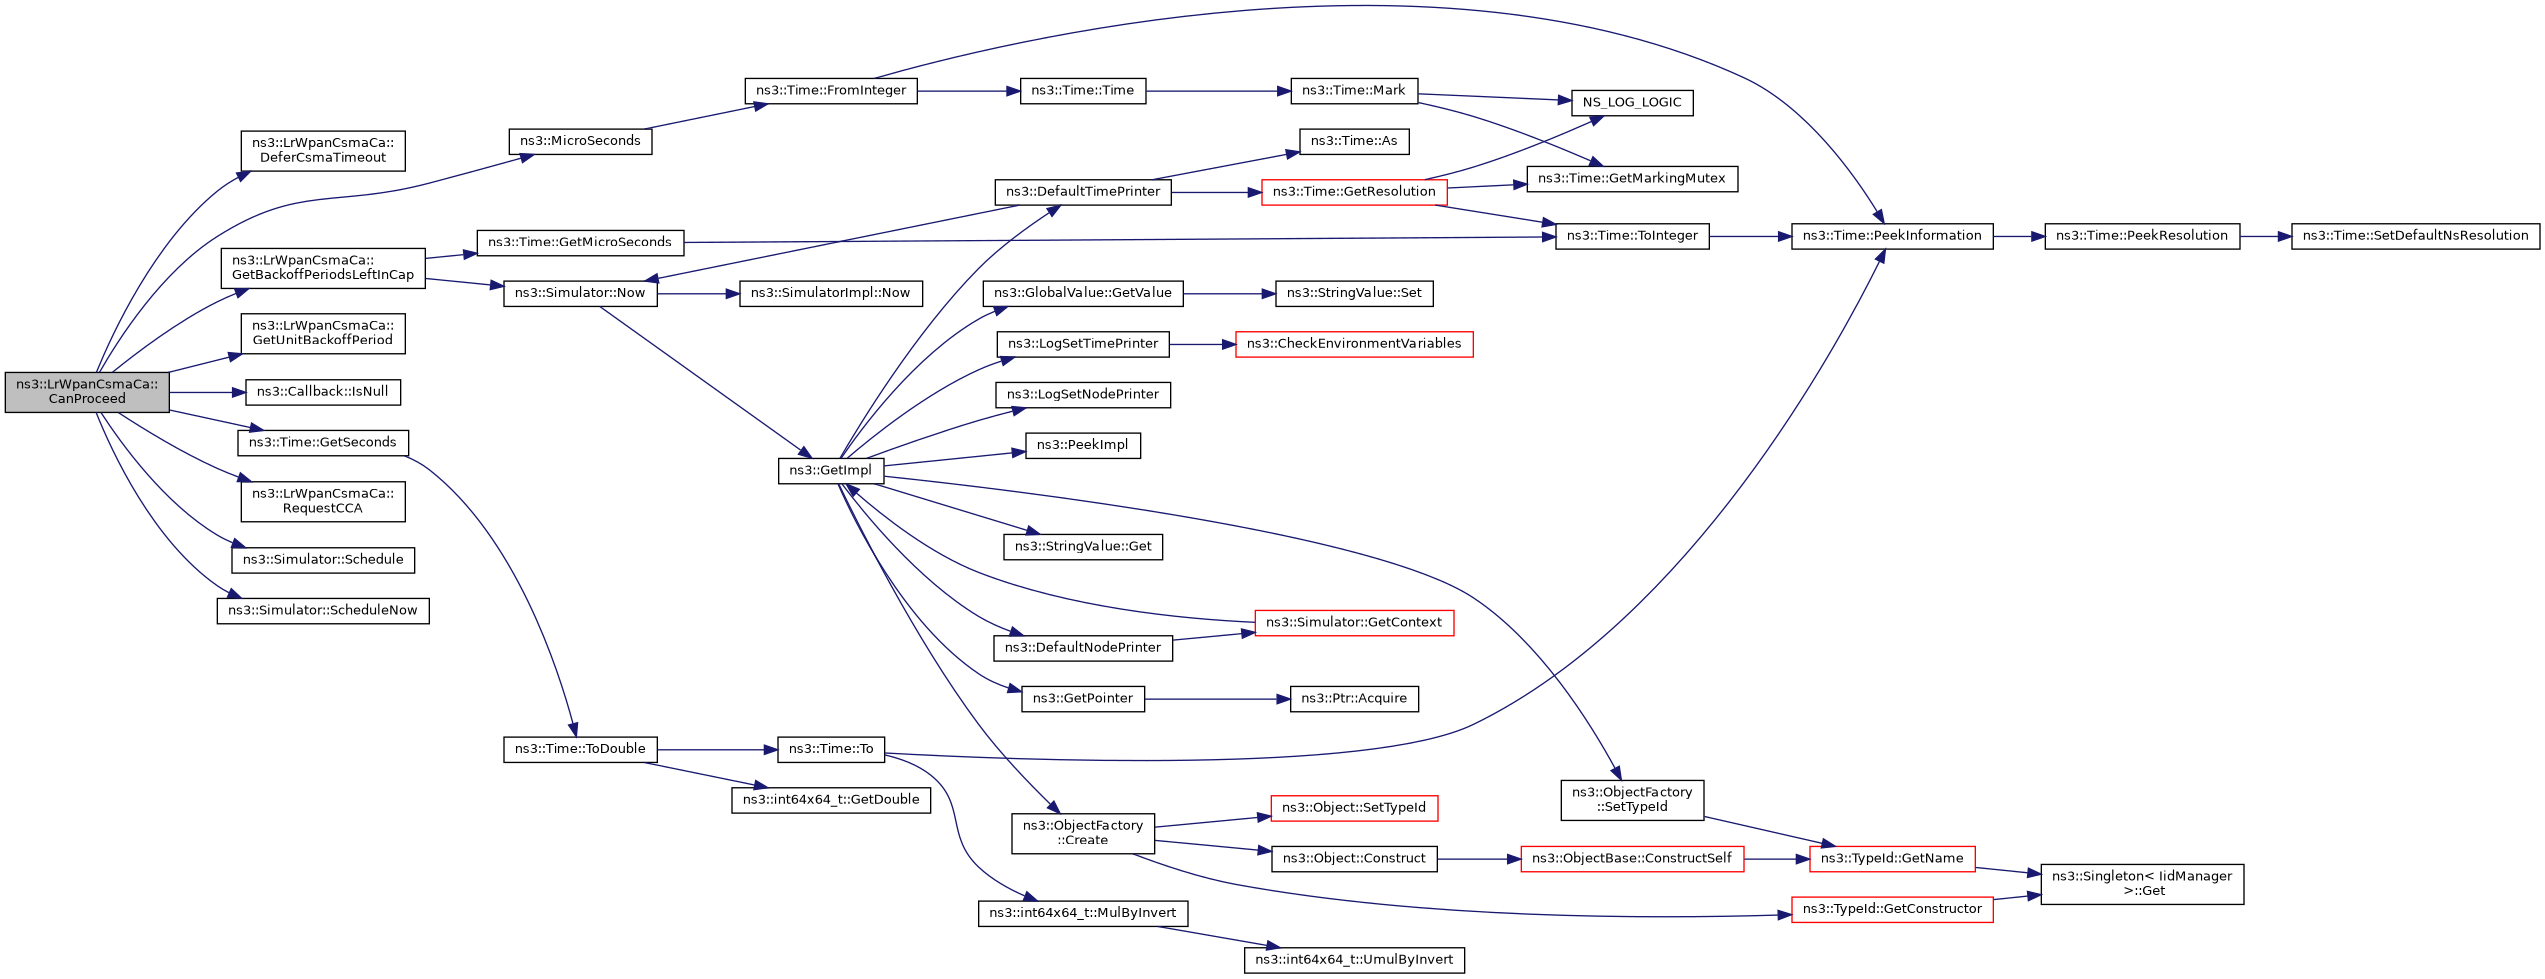 ns3::LrWpanCsmaCa::
CanProceed
ns3::LrWpanCsmaCa::
DeferCsmaTimeout
ns3::MicroSeconds
ns3::LrWpanCsmaCa::
GetBackoffPeriodsLeftInCap
ns3::LrWpanCsmaCa::
GetUnitBackoffPeriod
ns3::Callback::IsNull
ns3::Time::GetSeconds
ns3::LrWpanCsmaCa::
RequestCCA
ns3::Simulator::Schedule
ns3::Simulator::ScheduleNow
ns3::Time::GetMicroSeconds
ns3::Simulator::Now
ns3::Time::ToDouble
ns3::Time::FromInteger
ns3::SimulatorImpl::Now
ns3::GetImpl
ns3::Time::To
ns3::int64x64_t::GetDouble
ns3::Time::Time
ns3::DefaultTimePrinter
ns3::GlobalValue::GetValue
ns3::LogSetTimePrinter
ns3::LogSetNodePrinter
ns3::PeekImpl
ns3::StringValue::Get
ns3::DefaultNodePrinter
ns3::GetPointer
ns3::ObjectFactory
::Create
ns3::int64x64_t::MulByInvert
ns3::Time::Mark
ns3::Time::As
ns3::Time::GetResolution
ns3::StringValue::Set
ns3::CheckEnvironmentVariables
ns3::Simulator::GetContext
ns3::Ptr::Acquire
ns3::Object::SetTypeId
ns3::Object::Construct
ns3::int64x64_t::UmulByInvert
NS_LOG_LOGIC
ns3::Time::GetMarkingMutex
ns3::Time::ToInteger
ns3::ObjectFactory
::SetTypeId
ns3::ObjectBase::ConstructSelf
ns3::Time::PeekInformation
ns3::TypeId::GetName
ns3::TypeId::GetConstructor
ns3::Time::PeekResolution
ns3::Singleton< IidManager
>::Get
ns3::Time::SetDefaultNsResolution